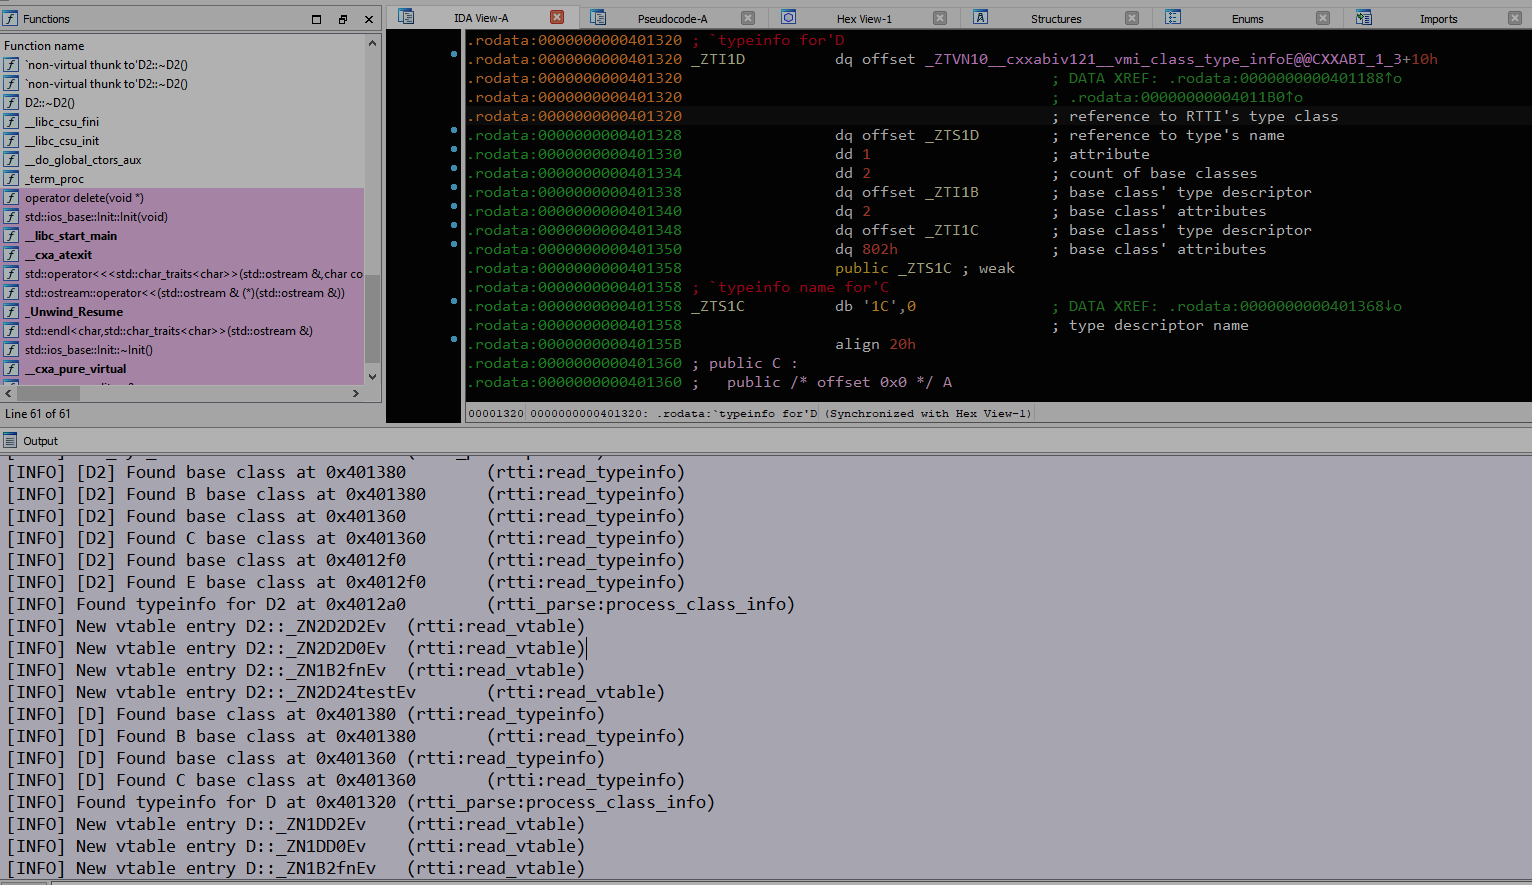 Functions
Function name
`non-virtual thunk to'D2::~D2()
`non-virtual thunk to'D2::~D2()
D2::~D2()
__libc_csu_fini
__libc_csu_init
__do_global_ctors_aux
_term_proc
operator delete(void *)
std::ios_base::Init::Init(void)
__libc_start_main
__cxa_atexit
std::operator<<<std::char_traits<char>>(std::ostream &,char co
std::ostream::operator<<(std::ostream & (*)(std::ostream &))
_Unwind_Resume
std::endl<char,std::char_traits<char>>(std::ostream &)
std::ios_base::Init::~Init()
__cxa_pure_virtual
Line 61 of 61
IDA View-A
Pseudocode-A
Hex View-1
Structures
Enums
Imports
.rodata:0000000000401320 ; `typeinfo for'D
.rodata:0000000000401320 _ZTI1D dq offset _ZTVN10__cxxabiv121__vmi_class_type_infoE@@CXXABI_1_3+10h
.rodata:0000000000401320 ; DATA XREF: .rodata:0000000000401188↑o
.rodata:0000000000401320 ; .rodata:00000000004011B0↑o
.rodata:0000000000401320 ; reference to RTTI's type class
.rodata:0000000000401328 dq offset _ZTS1D ; reference to type's name
.rodata:0000000000401330 dd 1 ; attribute
.rodata:0000000000401334 dd 2 ; count of base classes
.rodata:0000000000401338 dq offset _ZTI1B ; base class' type descriptor
.rodata:0000000000401340 dq 2 ; base class' attributes
.rodata:0000000000401348 dq offset _ZTI1C ; base class' type descriptor
.rodata:0000000000401350 dq 802h ; base class' attributes
.rodata:0000000000401358 public _ZTS1C ; weak
.rodata:0000000000401358 ; `typeinfo name for'C
.rodata:0000000000401358 _ZTS1C db '1C',0 ; DATA XREF: .rodata:0000000000401368↓o
.rodata:0000000000401358 ; type descriptor name
.rodata:000000000040135B align 20h
.rodata:0000000000401360 ; public C :
.rodata:0000000000401360 ; public /* offset 0x0 */ A
00001320 0000000000401320: .rodata:`typeinfo for'D (Synchronized with Hex View-1)
Output
[INFO] [D2] Found base class at 0x401380 (rtti:read_typeinfo)
[INFO] [D2] Found B base class at 0x401380 (rtti:read_typeinfo)
[INFO] [D2] Found base class at 0x401360 (rtti:read_typeinfo)
[INFO] [D2] Found C base class at 0x401360 (rtti:read_typeinfo)
[INFO] [D2] Found base class at 0x4012f0 (rtti:read_typeinfo)
[INFO] [D2] Found E base class at 0x4012f0 (rtti:read_typeinfo)
[INFO] Found typeinfo for D2 at 0x4012a0 (rtti_parse:process_class_info)
[INFO] New vtable entry D2::_ZN2D2D2Ev (rtti:read_vtable)
[INFO] New vtable entry D2::_ZN2D2D0Ev (rtti:read_vtable)
[INFO] New vtable entry D2::_ZN1B2fnEv (rtti:read_vtable)
[INFO] New vtable entry D2::_ZN2D24testEv (rtti:read_vtable)
[INFO] [D] Found base class at 0x401380 (rtti:read_typeinfo)
[INFO] [D] Found B base class at 0x401380 (rtti:read_typeinfo)
[INFO] [D] Found base class at 0x401360 (rtti:read_typeinfo)
[INFO] [D] Found C base class at 0x401360 (rtti:read_typeinfo)
[INFO] Found typeinfo for D at 0x401320 (rtti_parse:process_class_info)
[INFO] New vtable entry D::_ZN1DD2Ev (rtti:read_vtable)
[INFO] New vtable entry D::_ZN1DD0Ev (rtti:read_vtable)
[INFO] New vtable entry D::_ZN1B2fnEv (rtti:read_vtable)